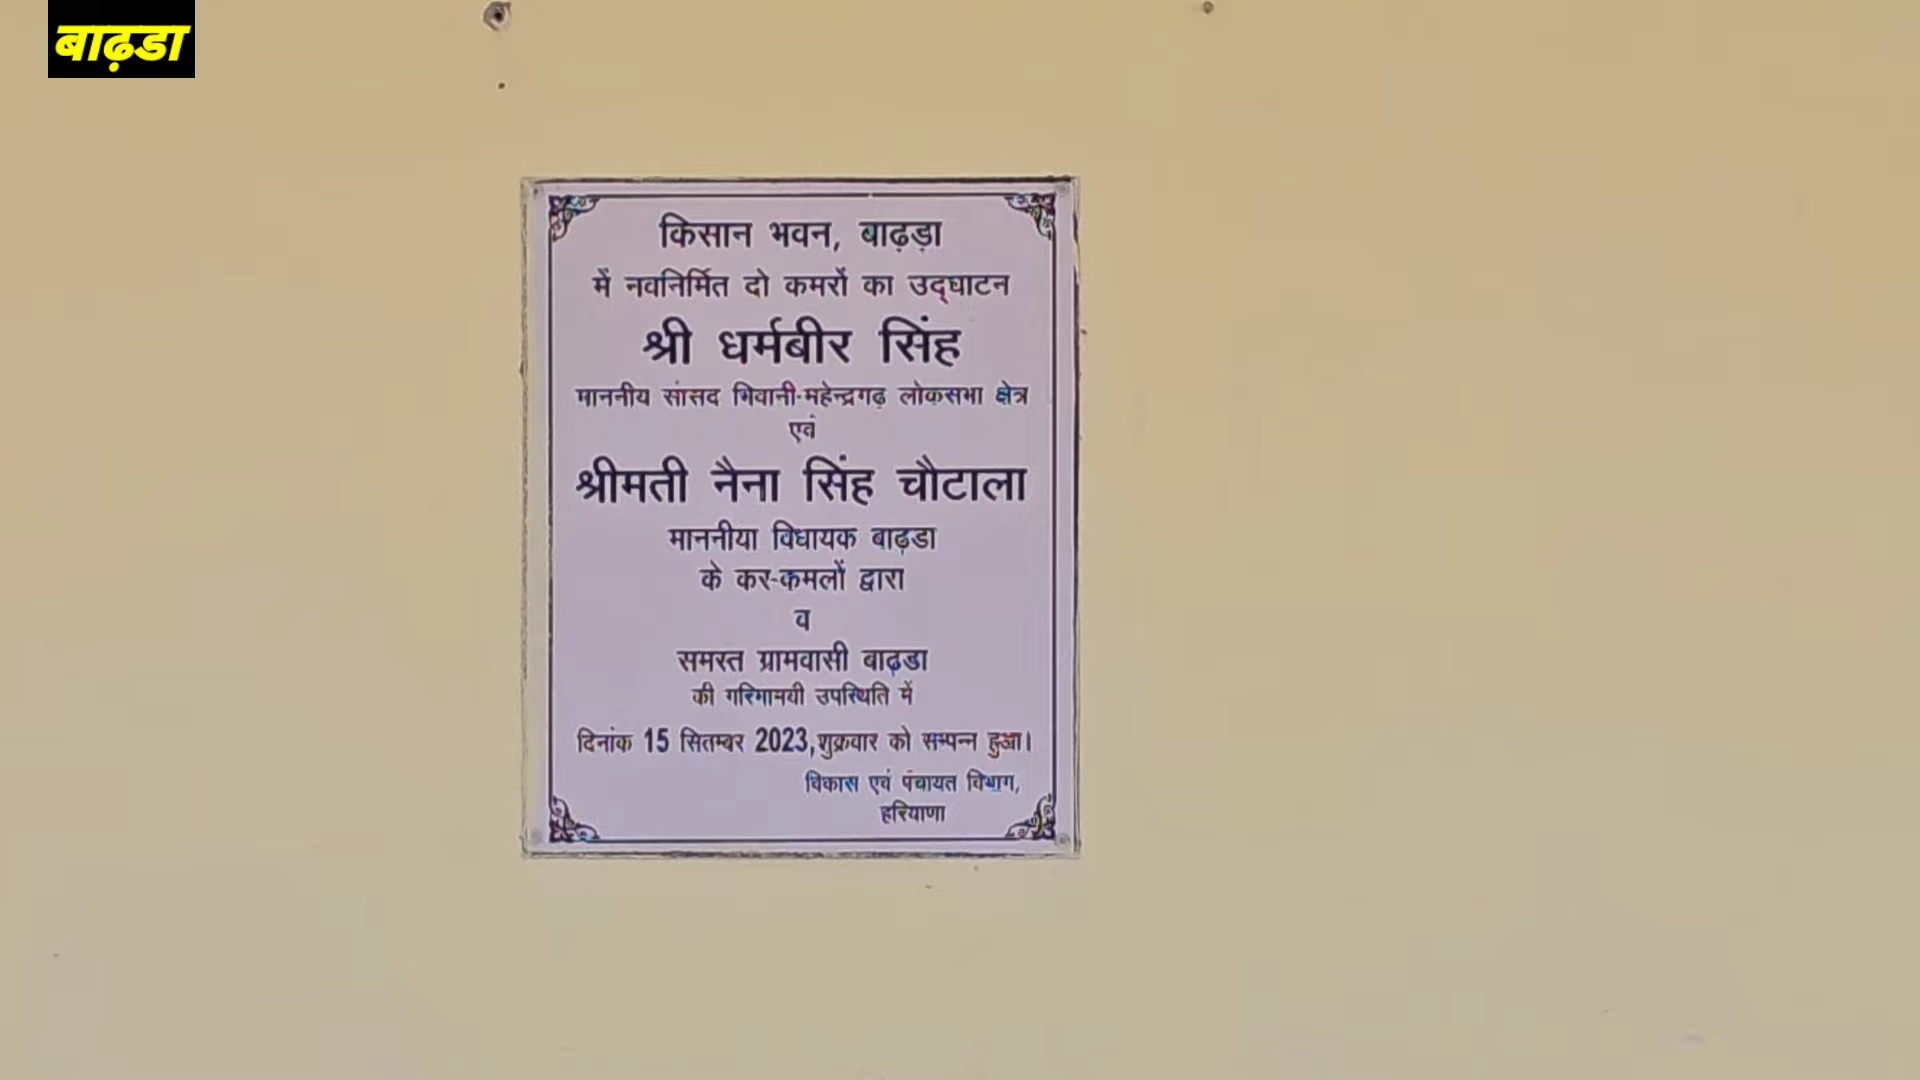 बाढ़डा
किसान भवन, बाढ़ड़ा
में नवनिर्मित दो कमरों का उद्घाटन
श्री धर्मबीर सिंह
माननीय सांसद भिवानी-महेन्द्रगढ़ लोकसभा क्षेत्र
एवं
श्रीमती नैना सिंह चौटाला
माननीया विधायक बाढ़डा
के कर-कमलों द्वारा
व
समस्त ग्रामवासी बाढ़डा
की गरिमामयी उपस्थिति में
दिनांक 15 सितम्बर 2023,शुक्रवार को सम्पन्न हुआ।
विकास एवं पंचायत विभाग,
हरियाणा